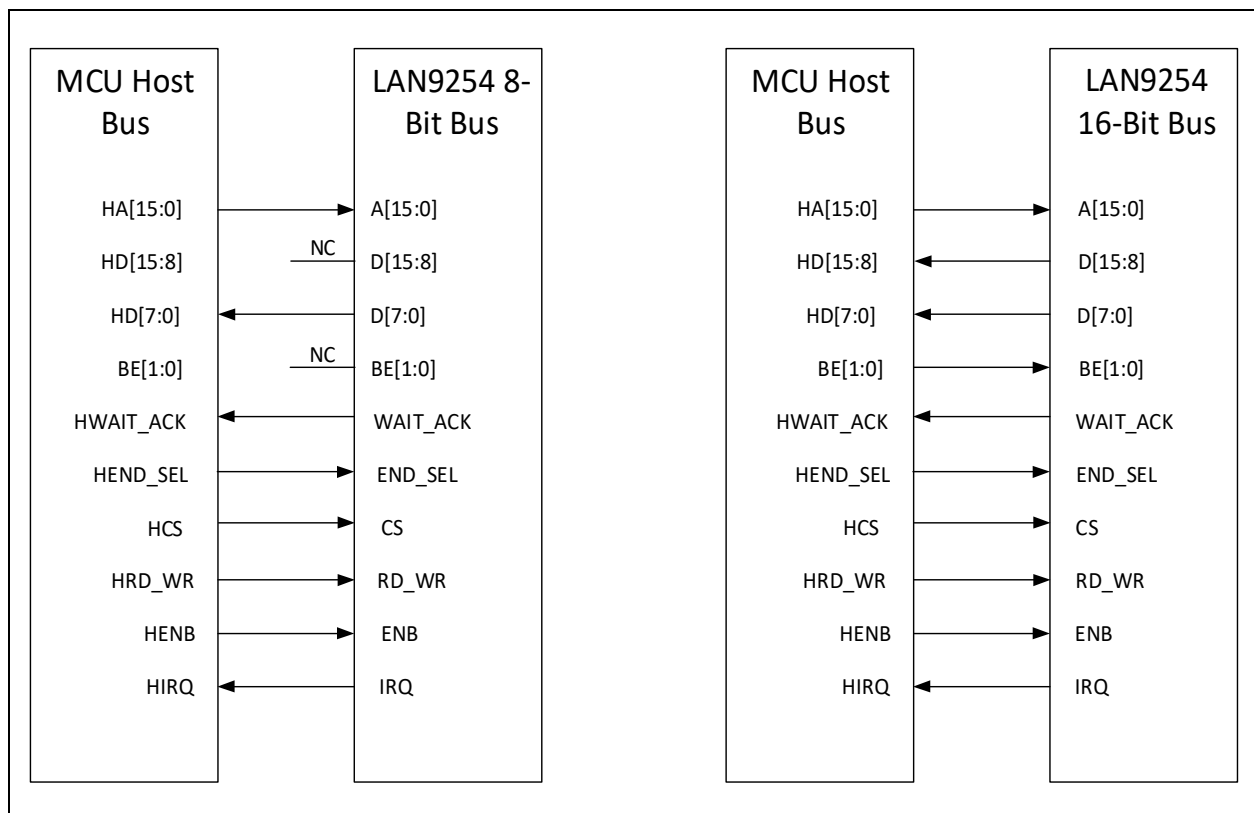 MCU Host
Bus
HA[15:0]
HD[15:8]
HD[7:0]
BE[1:0]
HWAIT_ACK
HEND_SEL
HCS
HRD_WR
HENB
HIRQ
NC
NC
LAN9254 8-
Bit Bus
A[15:0]
D[15:8]
D[7:0]
BE[1:0]
WAIT_ACK
END_SEL
CS
RD_WR
ENB
IRQ
MCU Host
Bus
HA[15:0]
HD[15:8]
HD[7:0]
BE[1:0]
HWAIT_ACK
HEND_SEL
HCS
HRD_WR
HENB
HIRQ
LAN9254
16-Bit Bus
A[15:0]
D[15:8]
D[7:0]
BE[1:0]
WAIT_ACK
END_SEL
CS
RD_WR
ENB
IRQ